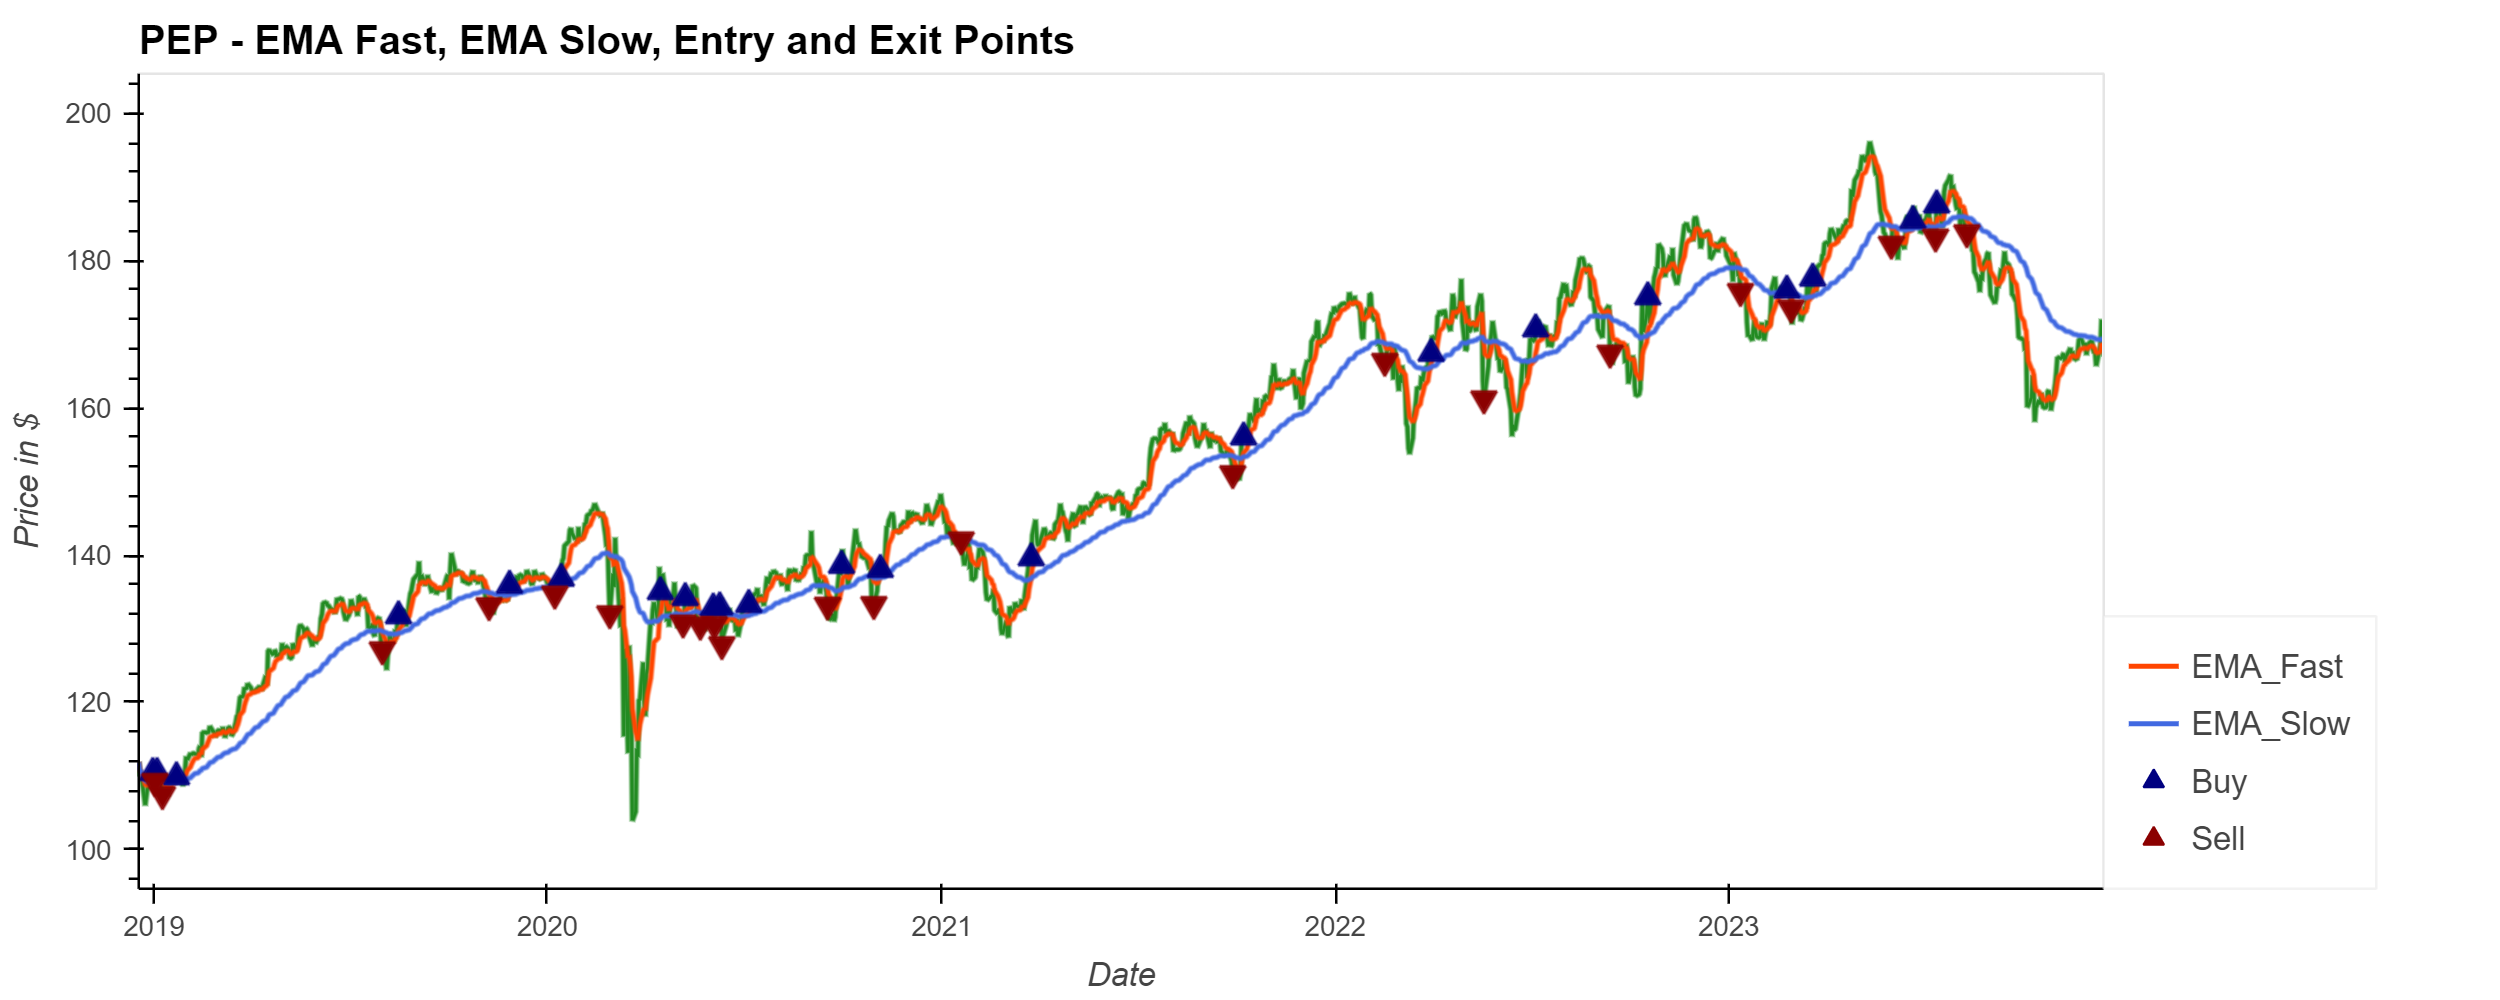 PEP - EMA Fast, EMA Slow, Entry and Exit Points
Price in $
200
180
160
140
120
100
2019
2020
2021
2022
2023
Date
EMA_Fast
EMA_Slow
Buy
Sell